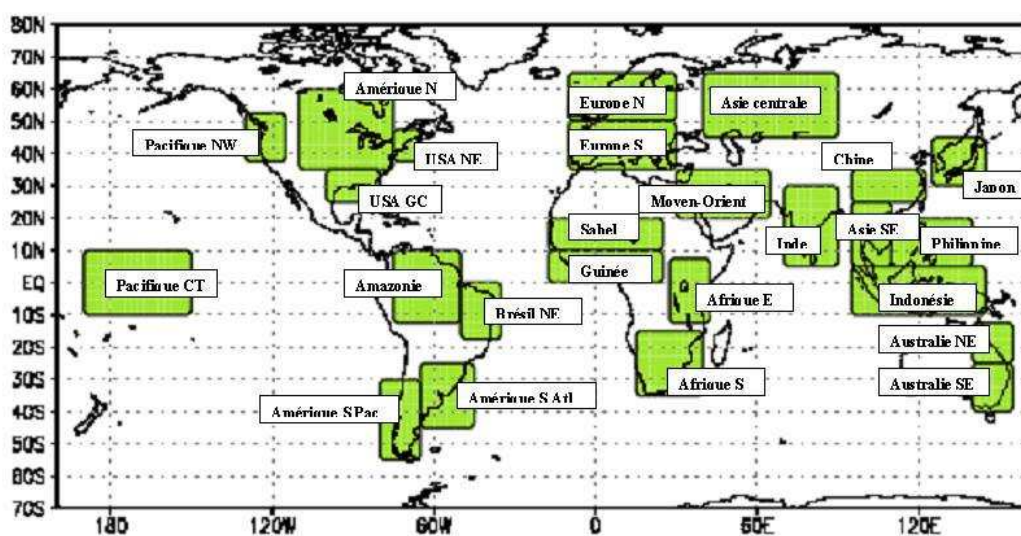 80N
70N
60N
50N
40N
30N
20N
10N
EQ
10S
20S
30S
40S
50S
60S
70S
Amérique N
Europe N
Asie centrale
Pacifique NW
Europe S
USA NE
Chine
Japon
USA GC
Moyen-Orient
Sahel
Inde
Asie SE
Philippine
Pacifique CT
Amazonie
Guinée
Afrique E
Indonésie
Brésil NE
Australie NE
Amérique S Pac
Amérique S Atl
Afrique S
Australie SE
180
120W
60W
0
60E
120E